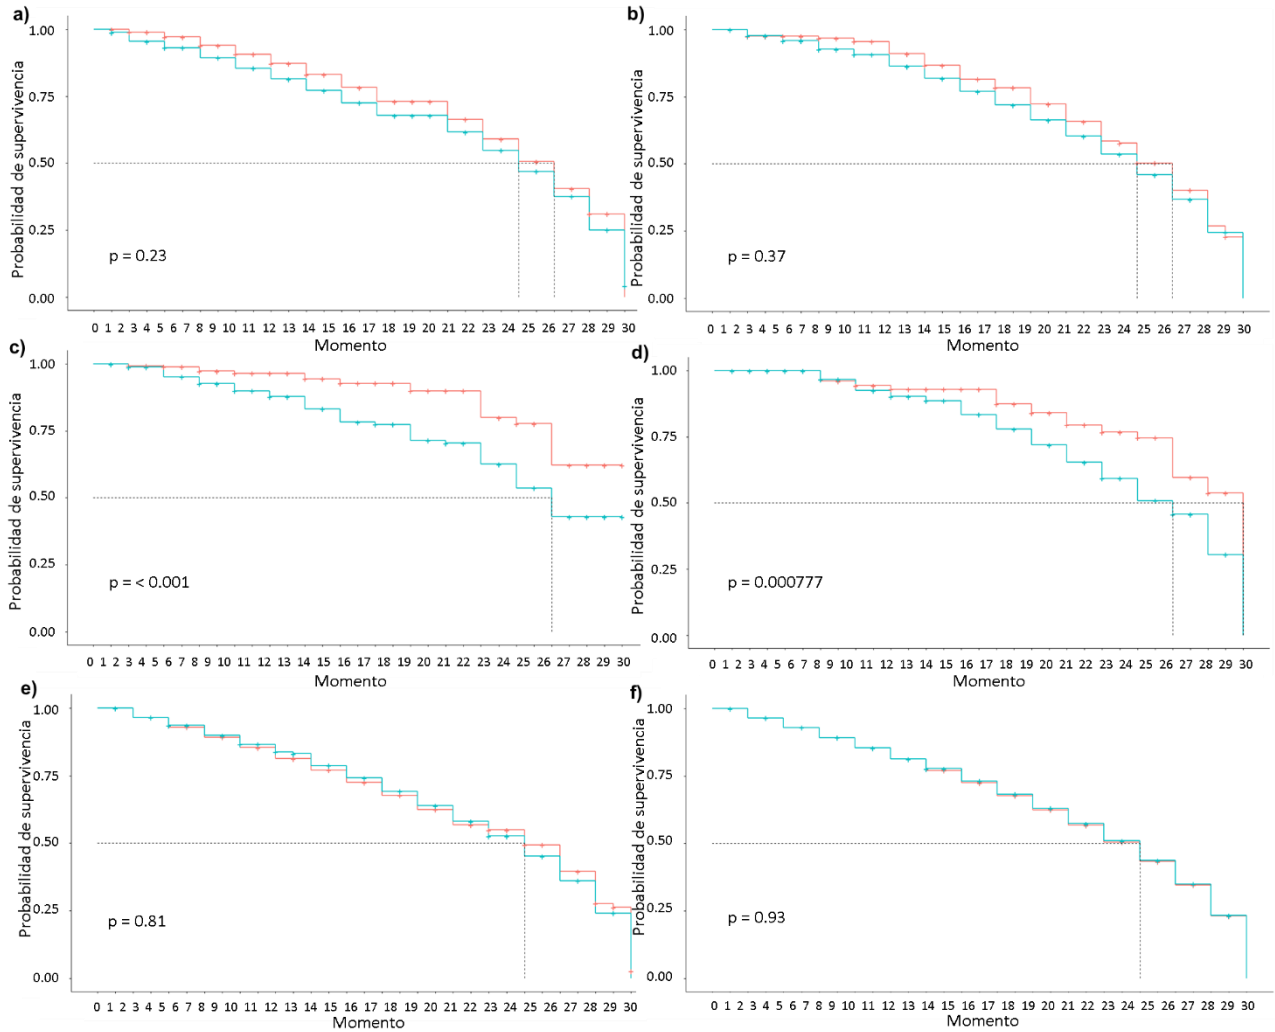 a)
Probabilidad de supervivencia
1.00
0.75
0.50
0.25
0.00
p = 0.23
0 1 2 3 4 5 6 7 8 9 10 11 12 13 14 15 16 17 18 19 20 21 22 23 24 25 26 27 28 29 30
Momento
b)
Probabilidad de supervivencia
1.00
0.75
0.50
0.25
0.00
p = 0.37
0 1 2 3 4 5 6 7 8 9 10 11 12 13 14 15 16 17 18 19 20 21 22 23 24 25 26 27 28 29 30
Momento
c)
Probabilidad de supervivencia
1.00
0.75
0.50
0.25
0.00
p = < 0.001
0 1 2 3 4 5 6 7 8 9 10 11 12 13 14 15 16 17 18 19 20 21 22 23 24 25 26 27 28 29 30
Momento
d)
Probabilidad de supervivencia
1.00
0.75
0.50
0.25
0.00
p = 0.000777
0 1 2 3 4 5 6 7 8 9 10 11 12 13 14 15 16 17 18 19 20 21 22 23 24 25 26 27 28 29 30
Momento
e)
Probabilidad de supervivencia
1.00
0.75
0.50
0.25
0.00
p = 0.81
0 1 2 3 4 5 6 7 8 9 10 11 12 13 14 15 16 17 18 19 20 21 22 23 24 25 26 27 28 29 30
Momento
f)
Probabilidad de supervivencia
1.00
0.75
0.50
0.25
0.00
p = 0.93
0 1 2 3 4 5 6 7 8 9 10 11 12 13 14 15 16 17 18 19 20 21 22 23 24 25 26 27 28 29 30
Momento